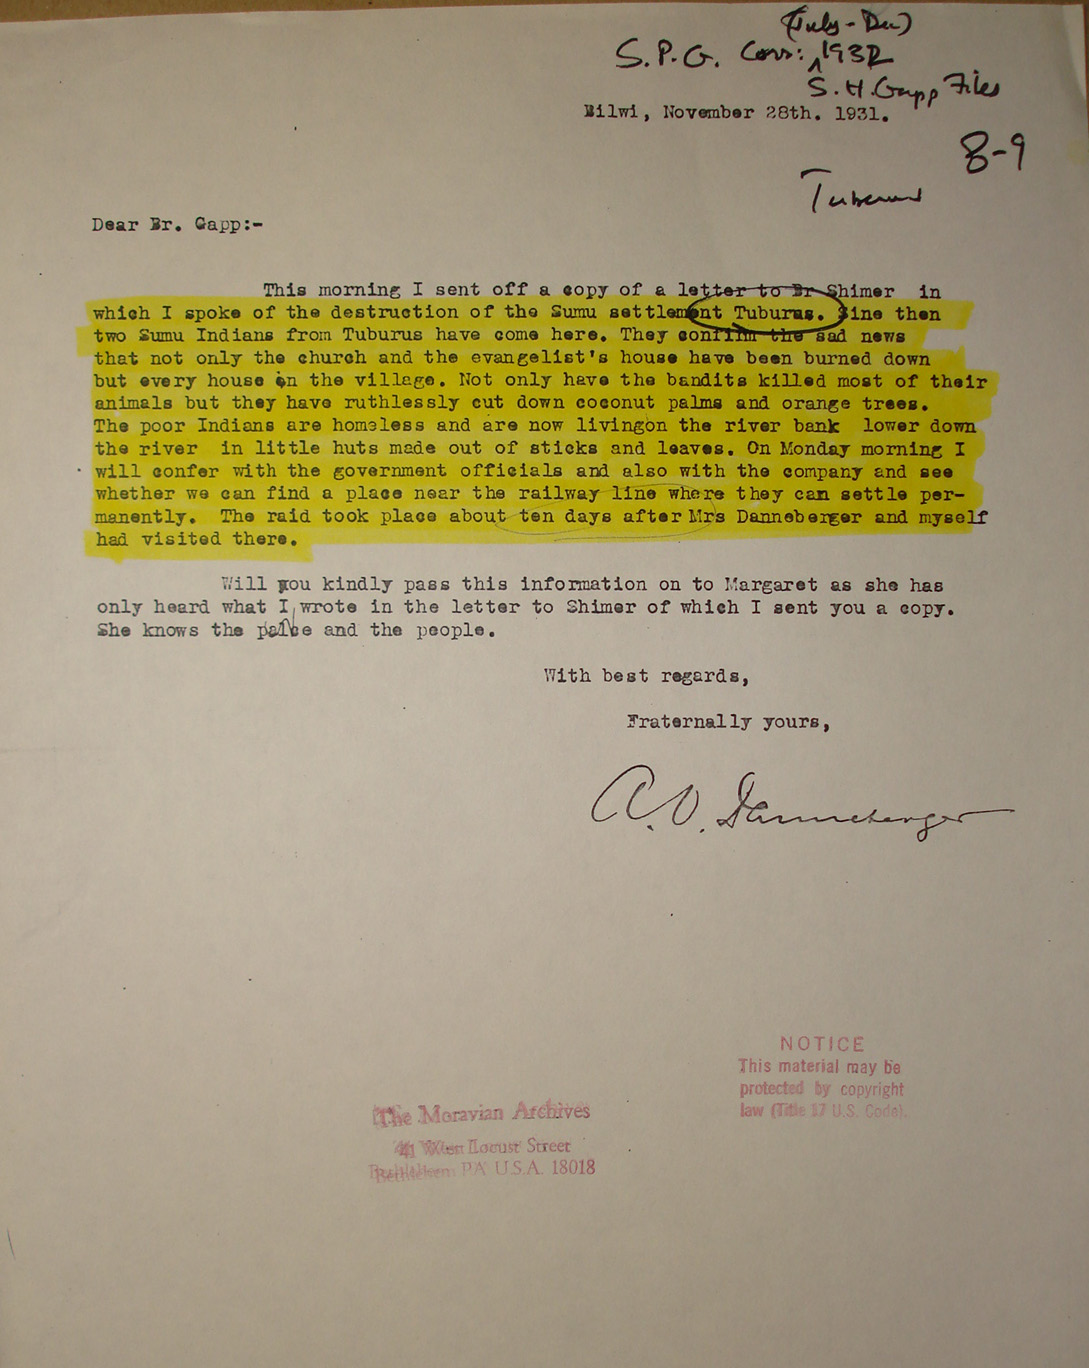 (July - Dec)
S.P.G. Corr: 1932
S. H. Gapp Files
Bilwi, November 28th. 1931.
8-9
Tuburus
Dear Br. Gapp:-
This morning I sent off a copy of a letter to Br Shimer in
which I spoke of the destruction of the Sumu settlement Tuburus. Sine then
two Sumu Indians from Tuburus have come here. They confirm the sad news
that not only the church and the evangelist's house have been burned down
but every house in the village. Not only have the bandits killed most of their
animals but they have ruthlessly cut down coconut palms and orange trees.
The poor Indians are homeless and are now livingon the river bank lower down
the river in little huts made out of sticks and leaves. On Monday morning I
will confer with the government officials and also with the company and see
whether we can find a place near the railway line where they can settle per-
manently. The raid took place about ten days after Mrs Danneberger and myself
had visited there.
Will you kindly pass this information on to Margaret as she has
only heard what I wrote in the letter to Shimer of which I sent you a copy.
She knows the palce and the people.
With best regards,
Fraternally yours,
A. O. Danneberger
NOTICE
This material may be
protected by copyright
law (Title 17 U.S. Code).
The Moravian Archives
41 West Locust Street
Bethlehem PA U.S.A. 18018